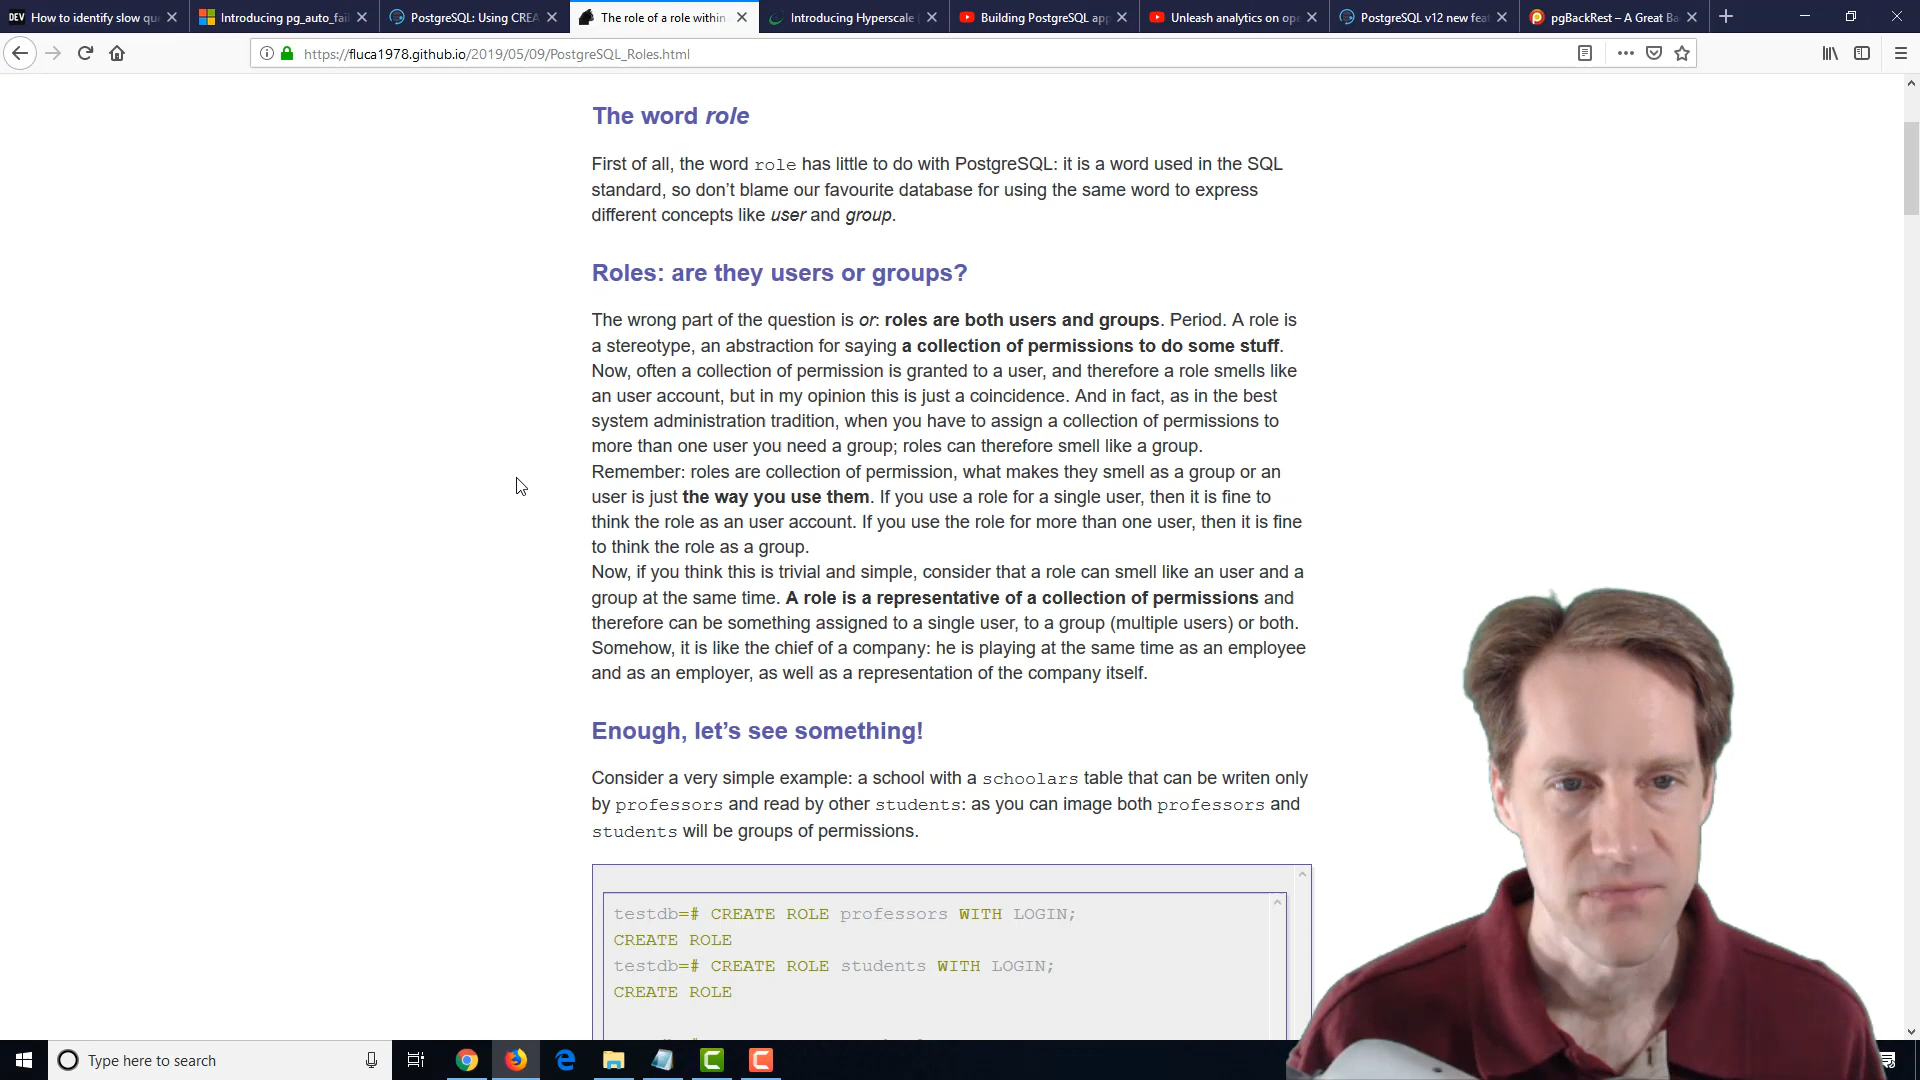 How to identify slow qu
Introducing pg_auto_fail
PostgreSQL: Using CREA
The role of a role within
Introducing Hyperscale (
Building PostgreSQL app
Unleash analytics on ope
PostgreSQL v12 new feat
pgBackRest – A Great Ba
https://fluca1978.github.io/2019/05/09/PostgreSQL_Roles.html
The word role
First of all, the word role has little to do with PostgreSQL: it is a word used in the SQL
standard, so don’t blame our favourite database for using the same word to express
different concepts like user and group.
Roles: are they users or groups?
The wrong part of the question is or: roles are both users and groups. Period. A role is
a stereotype, an abstraction for saying a collection of permissions to do some stuff.
Now, often a collection of permission is granted to a user, and therefore a role smells like
an user account, but in my opinion this is just a coincidence. And in fact, as in the best
system administration tradition, when you have to assign a collection of permissions to
more than one user you need a group; roles can therefore smell like a group.
Remember: roles are collection of permission, what makes they smell as a group or an
user is just the way you use them. If you use a role for a single user, then it is fine to
think the role as an user account. If you use the role for more than one user, then it is fine
to think the role as a group.
Now, if you think this is trivial and simple, consider that a role can smell like an user and a
group at the same time. A role is a representative of a collection of permissions and
therefore can be something assigned to a single user, to a group (multiple users) or both.
Somehow, it is like the chief of a company: he is playing at the same time as an employee
and as an employer, as well as a representation of the company itself.
Enough, let’s see something!
Consider a very simple example: a school with a schoolars table that can be writen only
by professors and read by other students: as you can image both professors and
students will be groups of permissions.
testdb=# CREATE ROLE professors WITH LOGIN;
CREATE ROLE
testdb=# CREATE ROLE students WITH LOGIN;
CREATE ROLE
Type here to search